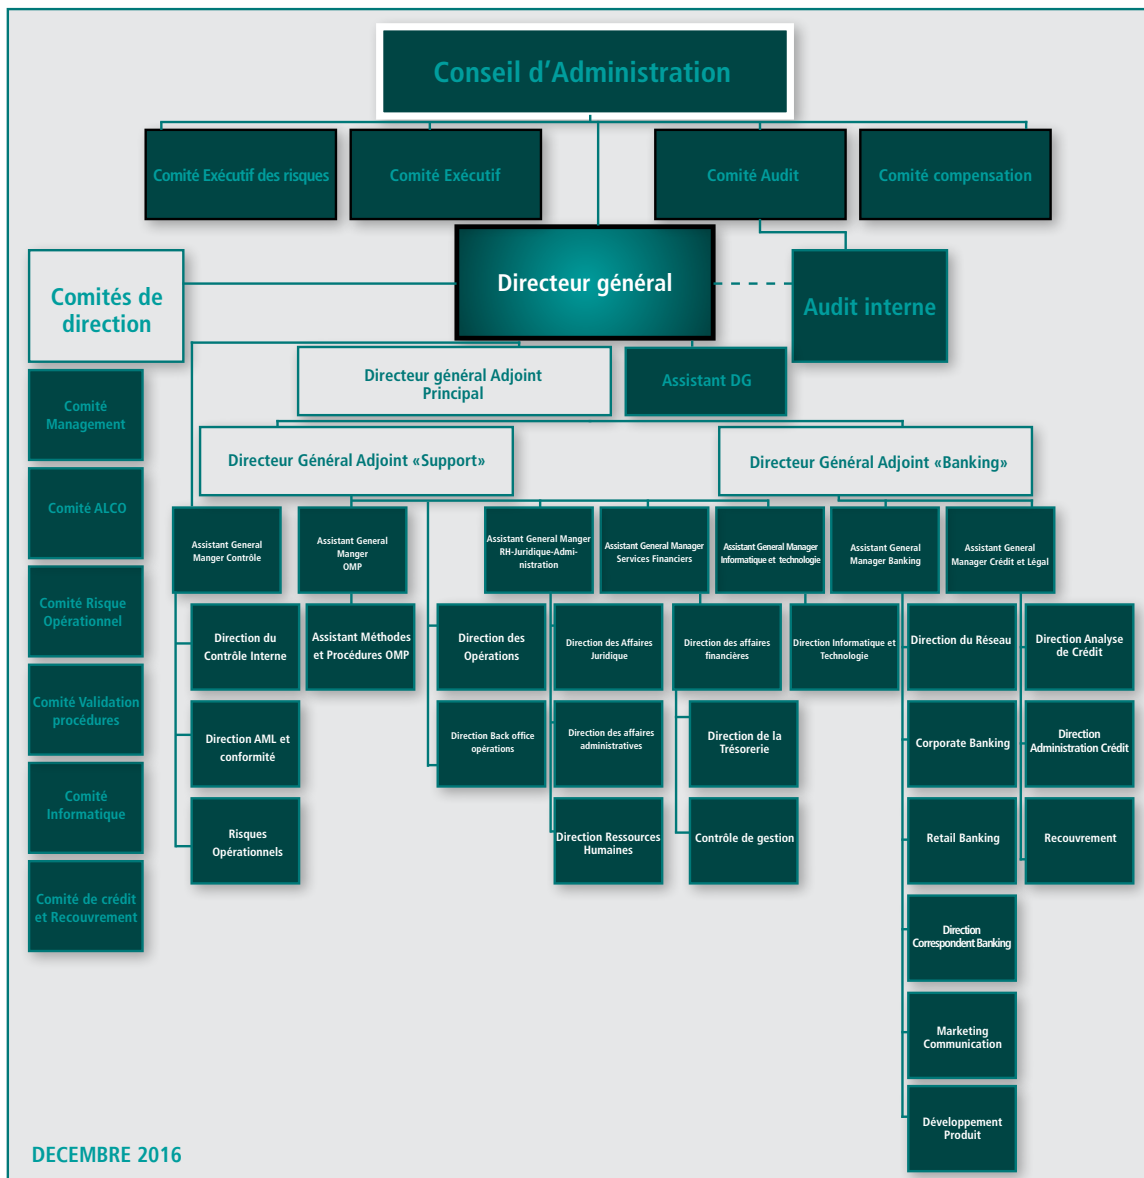 Conseil d'Administration
Comité Exécutif des risques
Comité Exécutif
Comité Audit
Comité compensation
Directeur général
Audit interne
Comités de
direction
Directeur général Adjoint
Principal
Assistant DG
Comité
Management
Comité ALCO
Comité Risque
Opérationnel
Comité Validation
procédures
Comité
Informatique
Comité de crédit
et Recouvrement
Directeur Général Adjoint «Support»
Directeur Général Adjoint «Banking»
Assistant General
Manger Contrôle
Assistant General
Manger
OMP
Assistant General Manger
RH-Juridique-Admi-
nistration
Assistant General Manager
Services Financiers
Assistant General Manager
Informatique et technologie
Assistant General
Manager Banking
Assistant General
Manager Crédit et Légal
Direction du
Contrôle Interne
Assistant Méthodes
et Procédures OMP
Direction des
Opérations
Direction des Affaires
Juridique
Direction des affaires
financières
Direction Informatique et
Technologie
Direction du Réseau
Direction Analyse
de Crédit
Direction AML et
conformité
Direction Back office
opérations
Direction des affaires
administratives
Direction de la
Trésorerie
Corporate Banking
Direction
Administration Crédit
Risques
Opérationnels
Direction Ressources
Humaines
Contrôle de gestion
Retail Banking
Recouvrement
Direction
Correspondent Banking
Marketing
Communication
Développement
Produit
DECEMBRE 2016